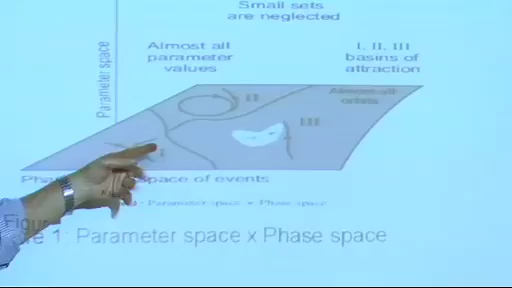 Small sets
are neglected
Almost all
parameter
values
I, II, III
basins of
attraction
Parameter space
Almost all
orbits
II
III
space of events
Parameter space x Phase space
1: Parameter space x Phase space